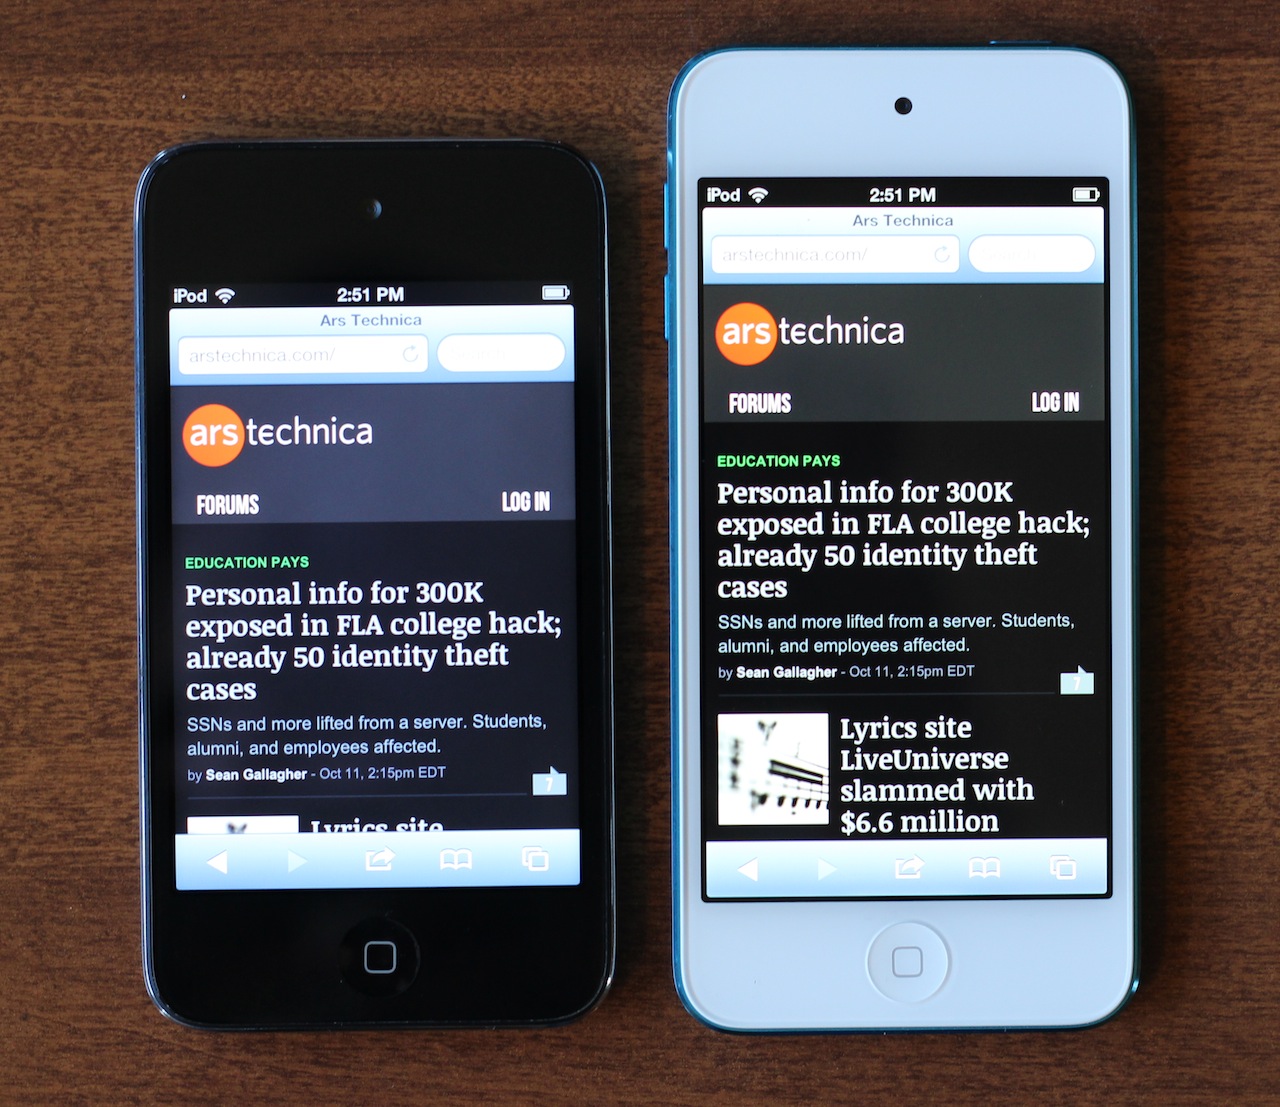 iPod 2:51 PM
Ars Technica
arstechnica.com/
ars technica
FORUMS LOG IN
EDUCATION PAYS
Personal info for 300K
exposed in FLA college hack;
already 50 identity theft
cases
SSNs and more lifted from a server. Students,
alumni, and employees affected.
by Sean Gallagher - Oct 11, 2:15pm EDT
7
Lyrics site
iPod 2:51 PM
Ars Technica
arstechnica.com/
ars technica
FORUMS LOG IN
EDUCATION PAYS
Personal info for 300K
exposed in FLA college hack;
already 50 identity theft
cases
SSNs and more lifted from a server. Students,
alumni, and employees affected.
by Sean Gallagher - Oct 11, 2:15pm EDT
7
Lyrics site
LiveUniverse
slammed with
$6.6 million